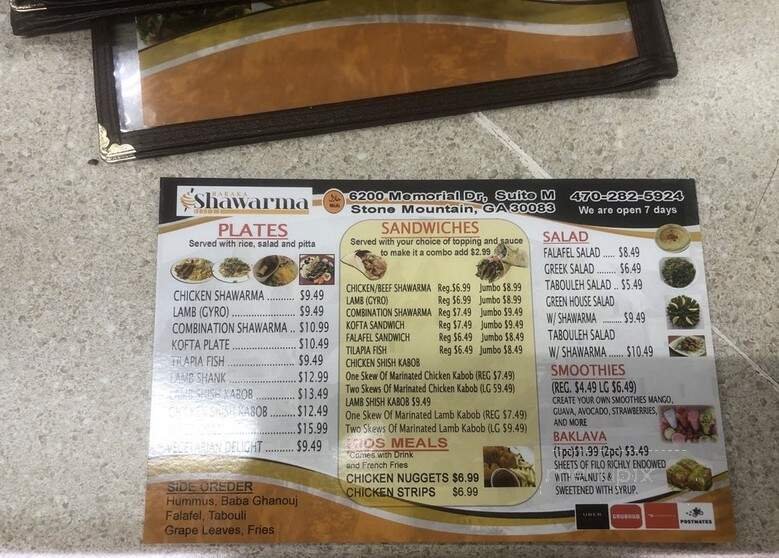 BARAKA
Shawarma
6200 Memorial Dr, Suite M
Stone Mountain, GA 30083
470-282-5924
We are open 7 days
PLATES
Served with rice, salad and pitta
CHICKEN SHAWARMA .......... $9.49
LAMB (GYRO) .................... $9.49
COMBINATION SHAWARMA .. $10.99
KOFTA PLATE .................... $10.49
TILAPIA FISH .................... $9.49
LAMB SHANK .................... $12.99
LAMB SHISH KABOB .......... $13.49
CHICKEN SHISH KABOB .......... $12.49
$15.99
VEGETARIAN DELIGHT .......... $9.49
SIDE OREDER
Hummus, Baba Ghanouj
Falafel, Tabouli
Grape Leaves, Fries
SANDWICHES
Served with your choice of topping and sauce
to make it a combo add $2.99
CHICKEN/BEEF SHAWARMA Reg.$6.99 Jumbo $8.99
LAMB (GYRO) Reg $6.99 Jumbo $8.99
COMBINATION SHAWARMA Reg $7.49 Jumbo $9.49
KOFTA SANDWICH Reg $7.49 Jumbo $9.49
FALAFEL SANDWICH Reg $6.49 Jumbo $8.49
TILAPIA FISH Reg $6.49 Jumbo $8.49
CHICKEN SHISH KABOB
One Skew Of Marinated Chicken Kabob (REG $7.49)
Two Skews Of Marinated Chicken Kabob (LG $9.49)
LAMB SHISH KABOB $9.49
One Skew Of Marinated Lamb Kabob (REG $7.49)
Two Skews Of Marinated Lamb Kabob (LG $9.49)
KIDS MEALS
*Comes with Drink
and French Fries
CHICKEN NUGGETS $6.99
CHICKEN STRIPS $6.99
SALAD
FALAFEL SALAD ..... $8.49
GREEK SALAD ....... $6.49
TABOULEH SALAD .. $5.49
GREEN HOUSE SALAD
W/ SHAWARMA ....... $9.49
TABOULEH SALAD
W/ SHAWARMA ..... $10.49
SMOOTHIES
(REG. $4.49 LG $6.49)
CREATE YOUR OWN SMOOTHIES MANGO,
GUAVA, AVOCADO, STRAWBERRIES,
AND MORE
BAKLAVA
(1pc)$1.99 (2pc) $3.49
SHEETS OF FILO RICHLY ENDOWED
WITH WALNUTS &
SWEETENED WITH SYRUP.
UBER
GRUBHUB
POSTMATES